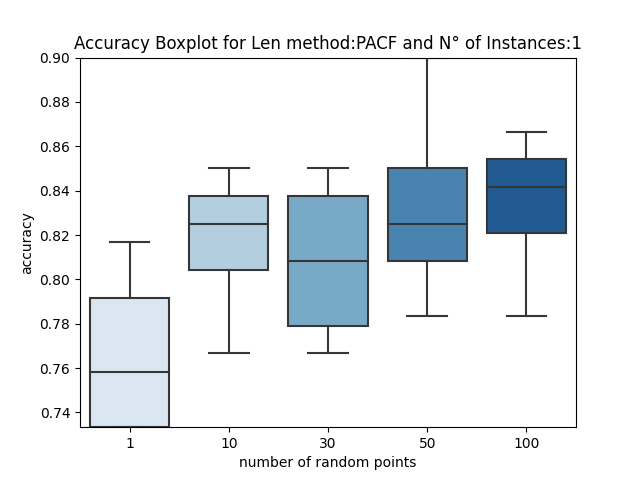 Accuracy Boxplot for Len method:PACF and N° of Instances:1
0.90
0.88
0.86
0.84
0.82
0.80
0.78
0.76
0.74
accuracy
1 10 30 50 100
number of random points